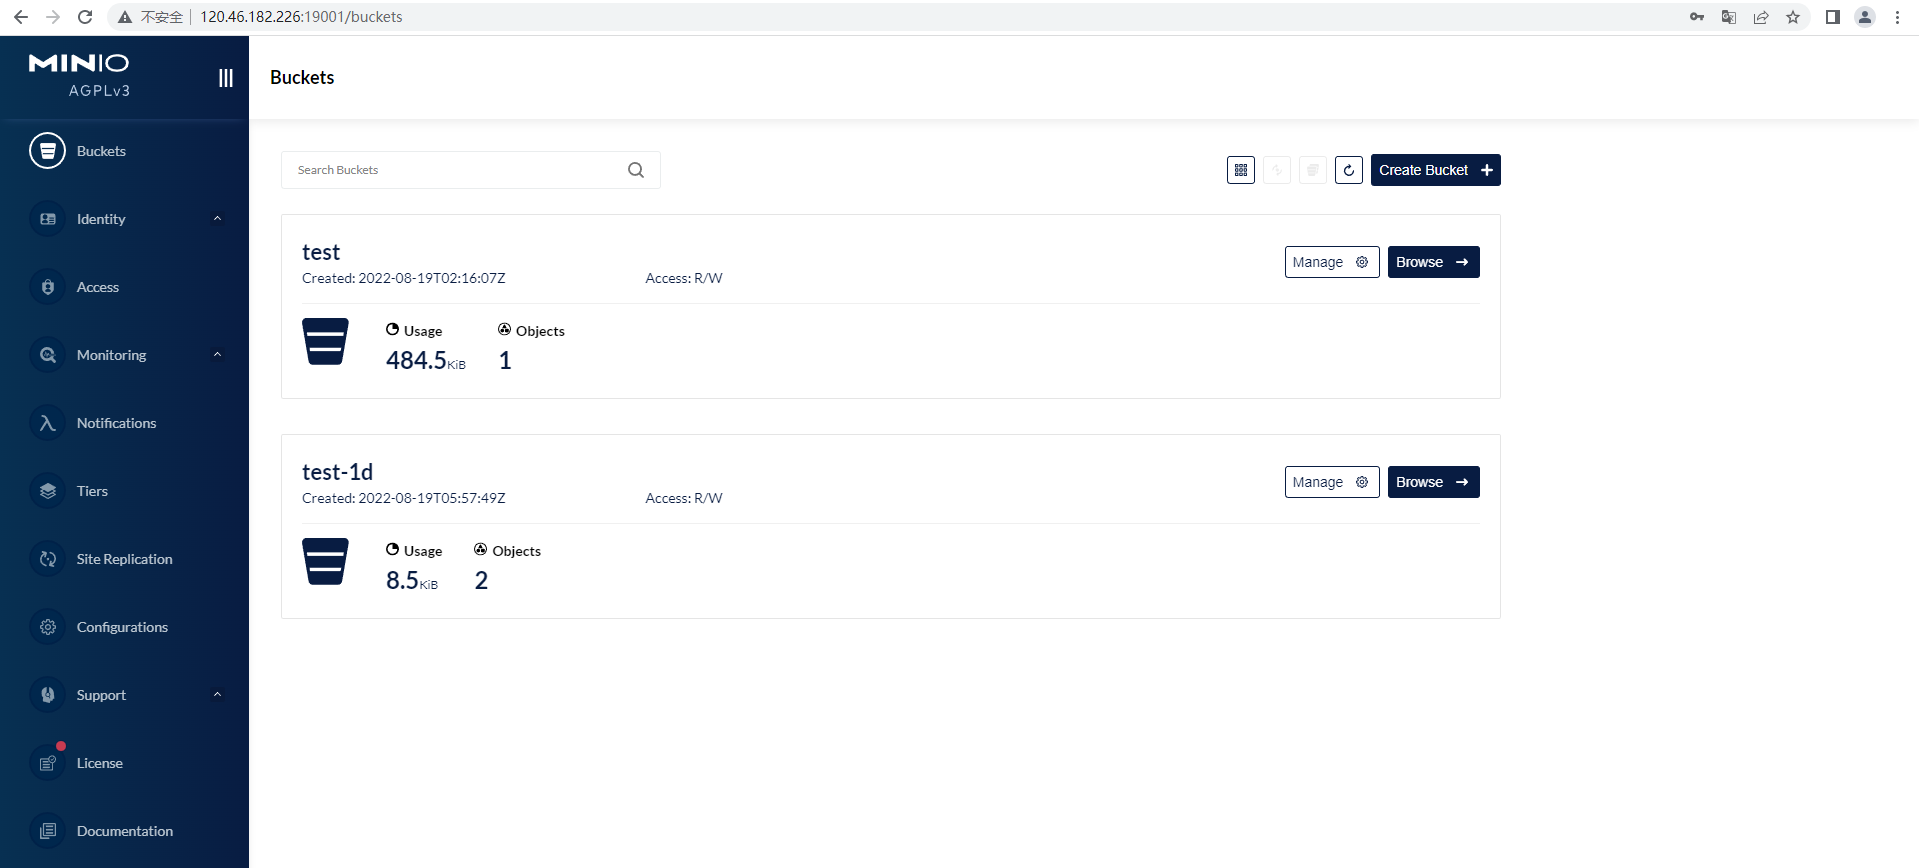 不安全 120.46.182.226:19001/buckets
MINIO
AGPLv3
Buckets
Identity
Access
Monitoring
Notifications
Tiers
Site Replication
Configurations
Support
License
Documentation
Buckets
Search Buckets
Create Bucket
test
Created: 2022-08-19T02:16:07Z Access: R/W
Manage Browse
Usage Objects
484.5KiB 1
test-1d
Created: 2022-08-19T05:57:49Z Access: R/W
Manage Browse
Usage Objects
8.5KiB 2